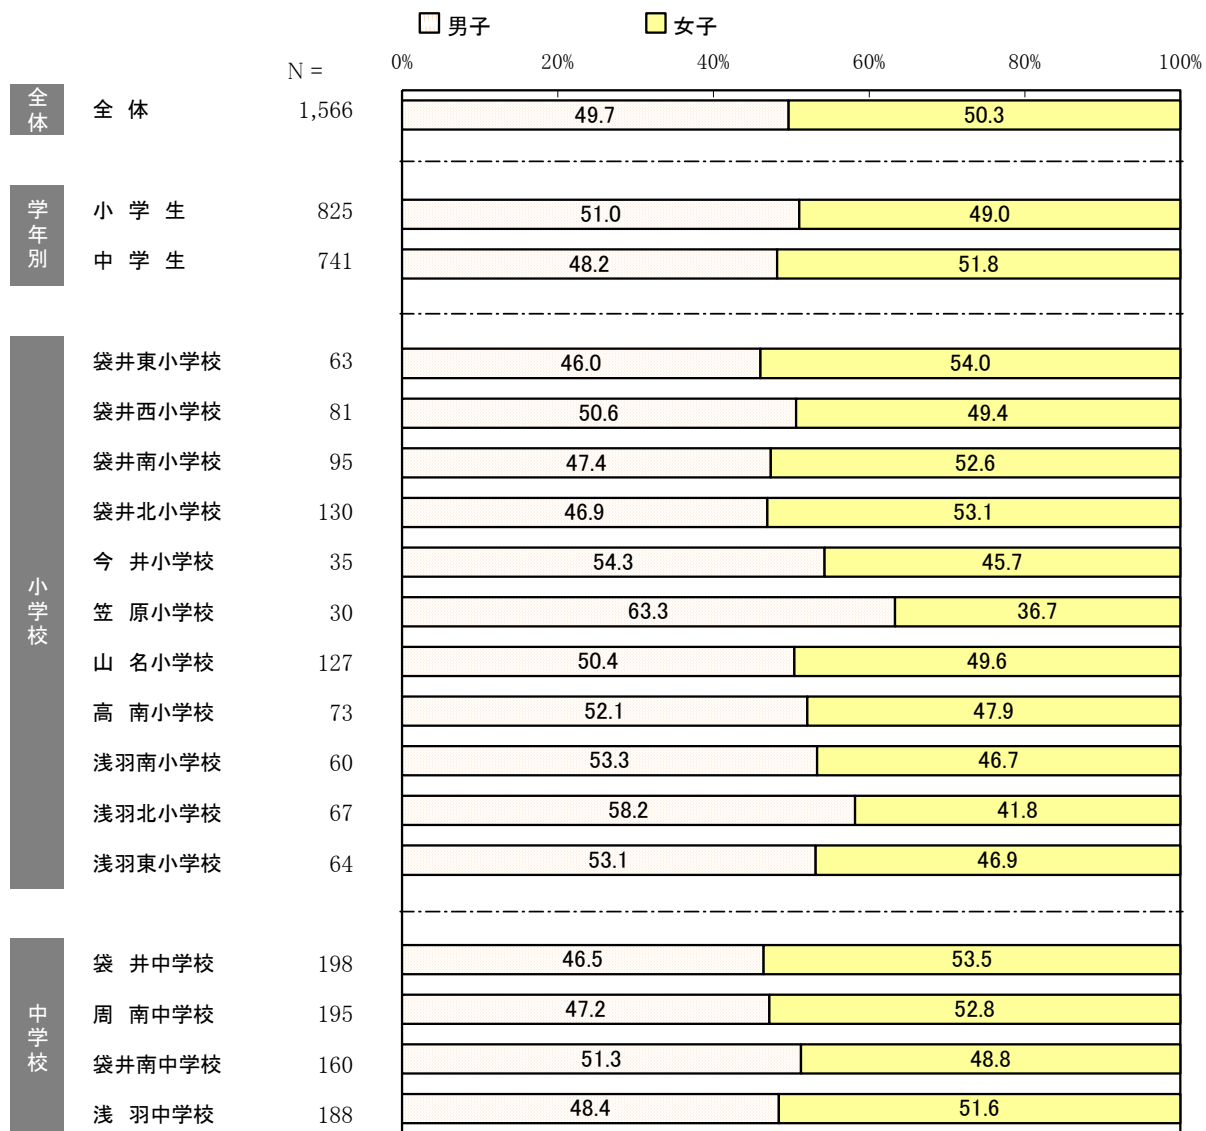 男子 女子
N = 0% 20% 40% 60% 80% 100%
全体 全 体 1,566 49.7 50.3
学年別
小 学 生 825 51.0 49.0
中 学 生 741 48.2 51.8
小学校
袋井東小学校 63 46.0 54.0
袋井西小学校 81 50.6 49.4
袋井南小学校 95 47.4 52.6
袋井北小学校 130 46.9 53.1
今 井小学校 35 54.3 45.7
笠 原小学校 30 63.3 36.7
山 名小学校 127 50.4 49.6
高 南小学校 73 52.1 47.9
浅羽南小学校 60 53.3 46.7
浅羽北小学校 67 58.2 41.8
浅羽東小学校 64 53.1 46.9
中学校
袋 井中学校 198 46.5 53.5
周 南中学校 195 47.2 52.8
袋井南中学校 160 51.3 48.8
浅 羽中学校 188 48.4 51.6